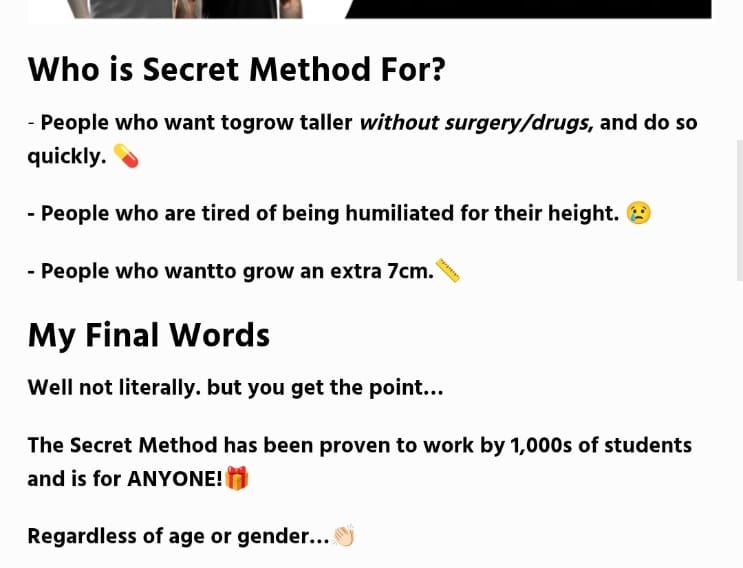 Who is Secret Method For?
- People who want togrow taller without surgery/drugs, and do so
quickly. 💊
- People who are tired of being humiliated for their height. 😢
- People who wantto grow an extra 7cm.📏
My Final Words
Well not literally. but you get the point...
The Secret Method has been proven to work by 1,000s of students
and is for ANYONE!🎁
Regardless of age or gender...👏🏻